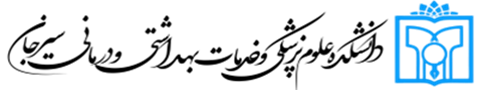 دانشکده علوم پزشکی و خدمات بهداشتی و درمانی سیرجان